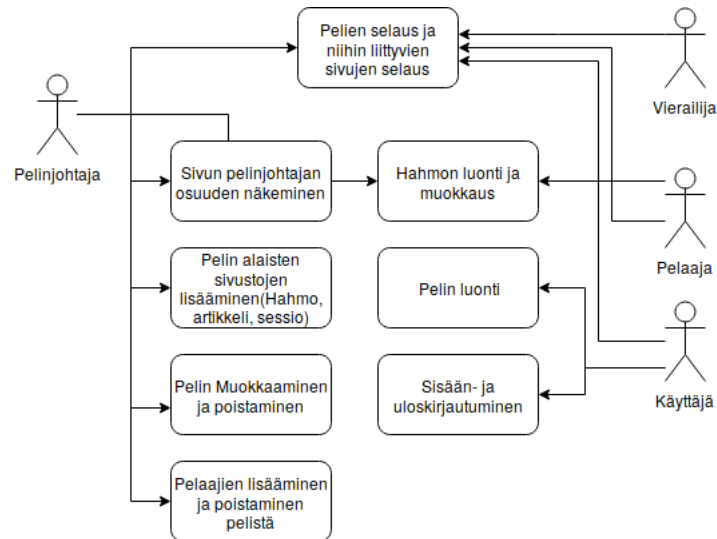 Pelien selaus ja
niihin liittyvien
sivujen selaus
Vierailija
Pelinjohtaja
Sivun pelinjohtajan
osuuden näkeminen
Hahmon luonti ja
muokkaus
Pelaaja
Pelin alaisten
sivustojen
lisääminen(Hahmo,
artikkeli, sessio)
Pelin luonti
Käyttäjä
Pelin Muokkaaminen
ja poistaminen
Sisään- ja
uloskirjautuminen
Pelaajien lisääminen
ja poistaminen
pelistä